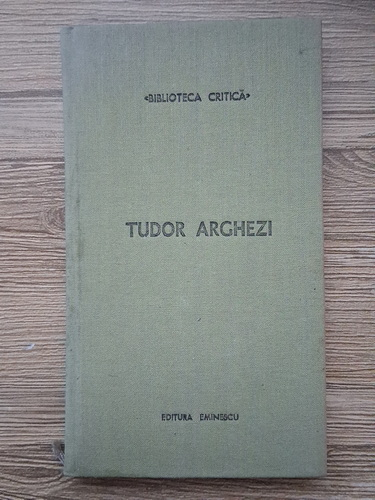 «BIBLIOTECA CRITICĂ»
TUDOR ARGHEZI
EDITURA EMINESCU